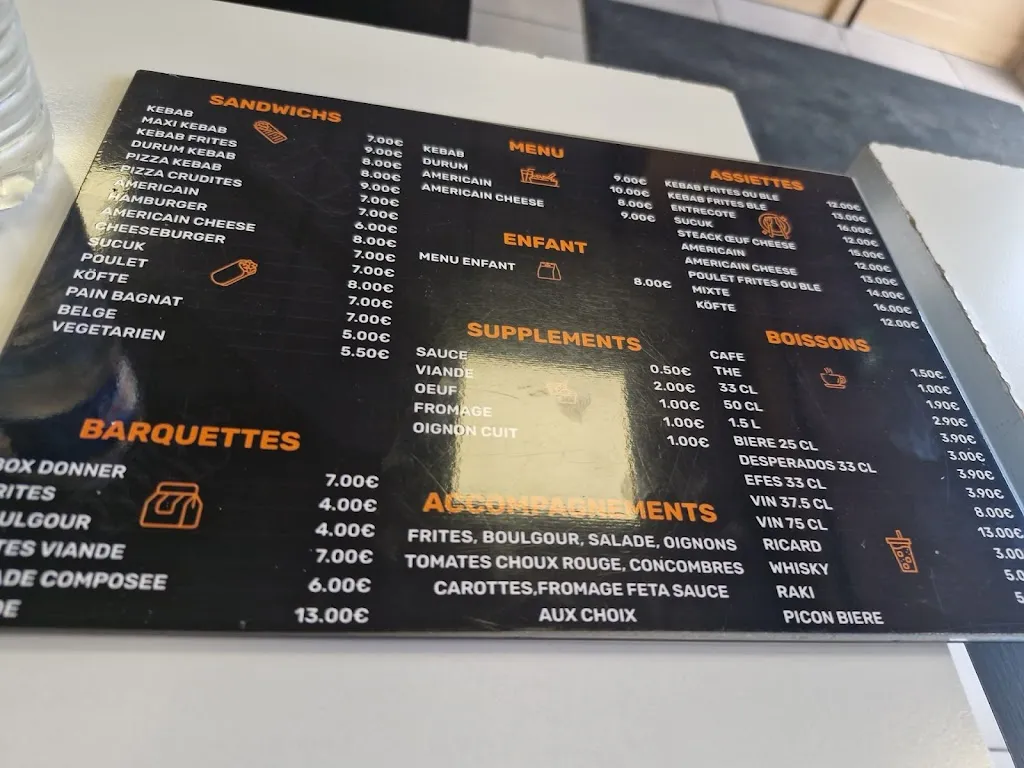 SANDWICHS
KEBAB 7.00€
MAXI KEBAB 9.00€
KEBAB FRITES 8.00€
DURUM KEBAB 8.00€
PIZZA KEBAB 9.00€
PIZZA CRUDITES 7.00€
AMERICAIN 7.00€
HAMBURGER 6.00€
AMERICAIN CHEESE 8.00€
CHEESEBURGER 7.00€
SUCUK 7.00€
POULET 8.00€
KÖFTE 7.00€
PAIN BAGNAT 7.00€
BELGE 5.00€
VEGETARIEN 5.50€
BARQUETTES
BOX DONNER 7.00€
RITES 4.00€
ULGOUR 4.00€
TES VIANDE 7.00€
ADE COMPOSEE 6.00€
DE 13.00€
MENU
KEBAB 9.00€
DURUM 10.00€
AMERICAIN 8.00€
AMERICAIN CHEESE 9.00€
ENFANT
MENU ENFANT 8.00€
SUPPLEMENTS
SAUCE 0.50€
VIANDE 2.00€
OEUF 1.00€
FROMAGE 1.00€
OIGNON CUIT 1.00€
ACCOMPAGNEMENTS
FRITES, BOULGOUR, SALADE, OIGNONS
TOMATES CHOUX ROUGE, CONCOMBRES
CAROTTES,FROMAGE FETA SAUCE
AUX CHOIX
ASSIETTES
KEBAB FRITES OU BLE 12.00€
KEBAB FRITES BLE 13.00€
ENTRECOTE 16.00€
SUCUK 12.00€
STEACK ŒUF CHEESE 15.00€
AMERICAIN 12.00€
AMERICAIN CHEESE 13.00€
POULET FRITES OU BLE 14.00€
MIXTE 16.00€
KÖFTE 12.00€
BOISSONS
CAFE 1.50€
THE 1.00€
33 CL 1.90€
50 CL 2.90€
1.5 L 3.90€
BIERE 25 CL 3.00€
DESPERADOS 33 CL 3.90€
EFES 33 CL 3.90€
VIN 37.5 CL 8.00€
VIN 75 CL 13.00€
RICARD 3.00
WHISKY 5.0
RAKI 5
PICON BIERE